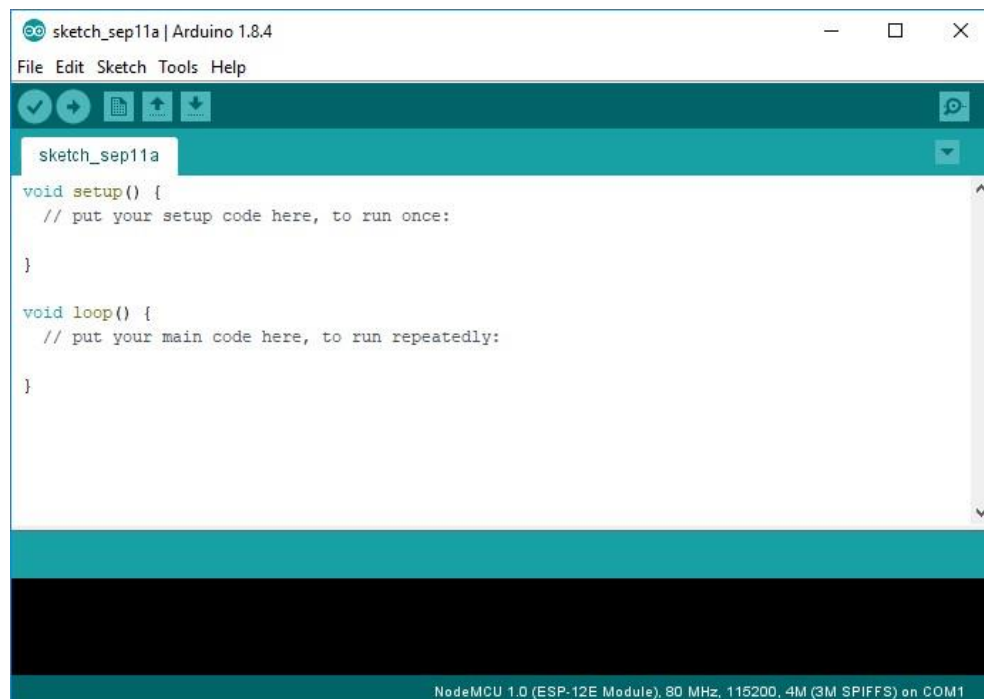 sketch_sep11a | Arduino 1.8.4
File Edit Sketch Tools Help
sketch_sep11a
void setup() {
  // put your setup code here, to run once:
}
void loop() {
  // put your main code here, to run repeatedly:
}
NodeMCU 1.0 (ESP-12E Module), 80 MHz, 115200, 4M (3M SPIFFS) on COM1